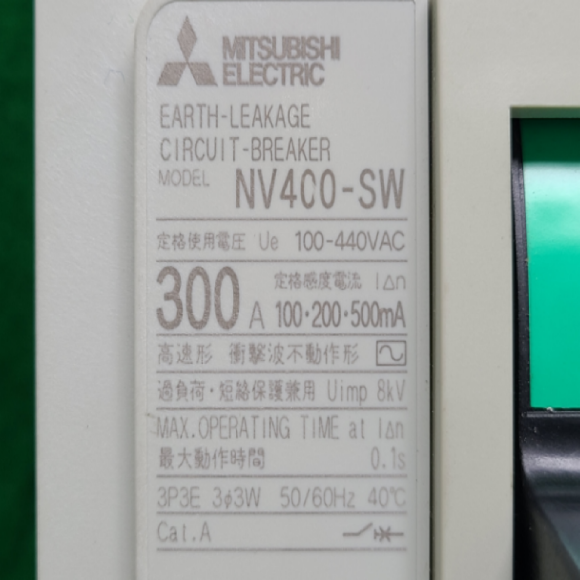 MITSUBISHI
ELECTRIC
EARTH-LEAKAGE
CIRCUIT-BREAKER
MODEL NV400-SW
定格使用電圧 Ue 100-440VAC
300 A 定格感度電流 I△n
100・200・500mA
高速形 衝撃波不動作形
過負荷・短絡保護兼用 Uimp 8kV
MAX.OPERATING TIME at I△n
最大動作時間 0.1s
3P3E 3φ3W 50/60Hz 40℃
Cat.A